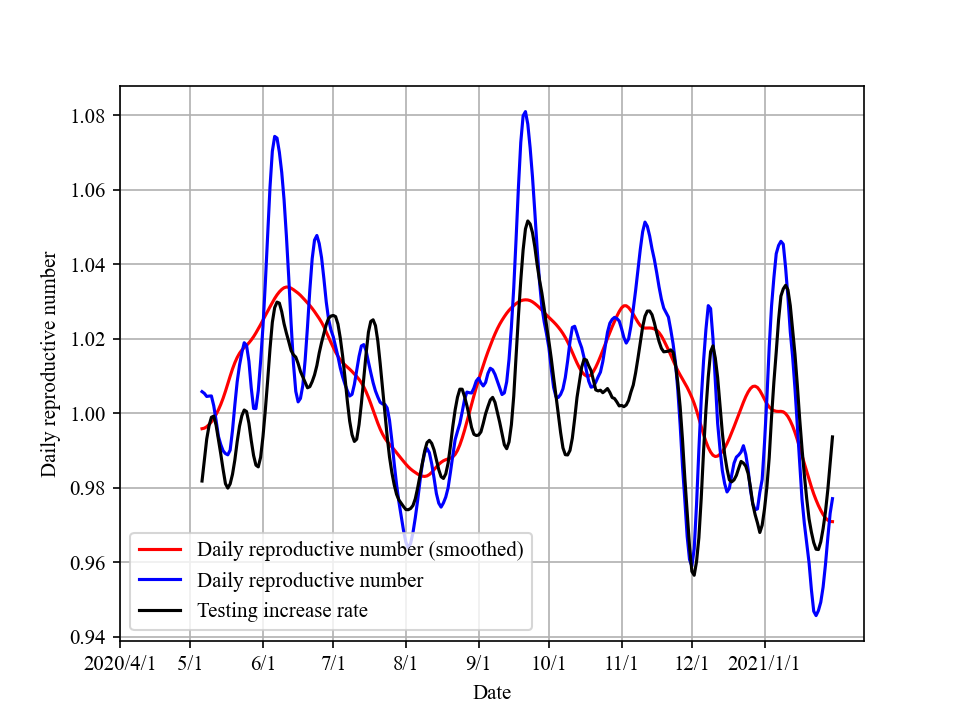 1.08
1.06
1.04
1.02
1.00
0.98
0.96
0.94
Daily reproductive number
Daily reproductive number (smoothed)
Daily reproductive number
Testing increase rate
2020/4/1 5/1 6/1 7/1 8/1 9/1 10/1 11/1 12/1 2021/1/1
Date